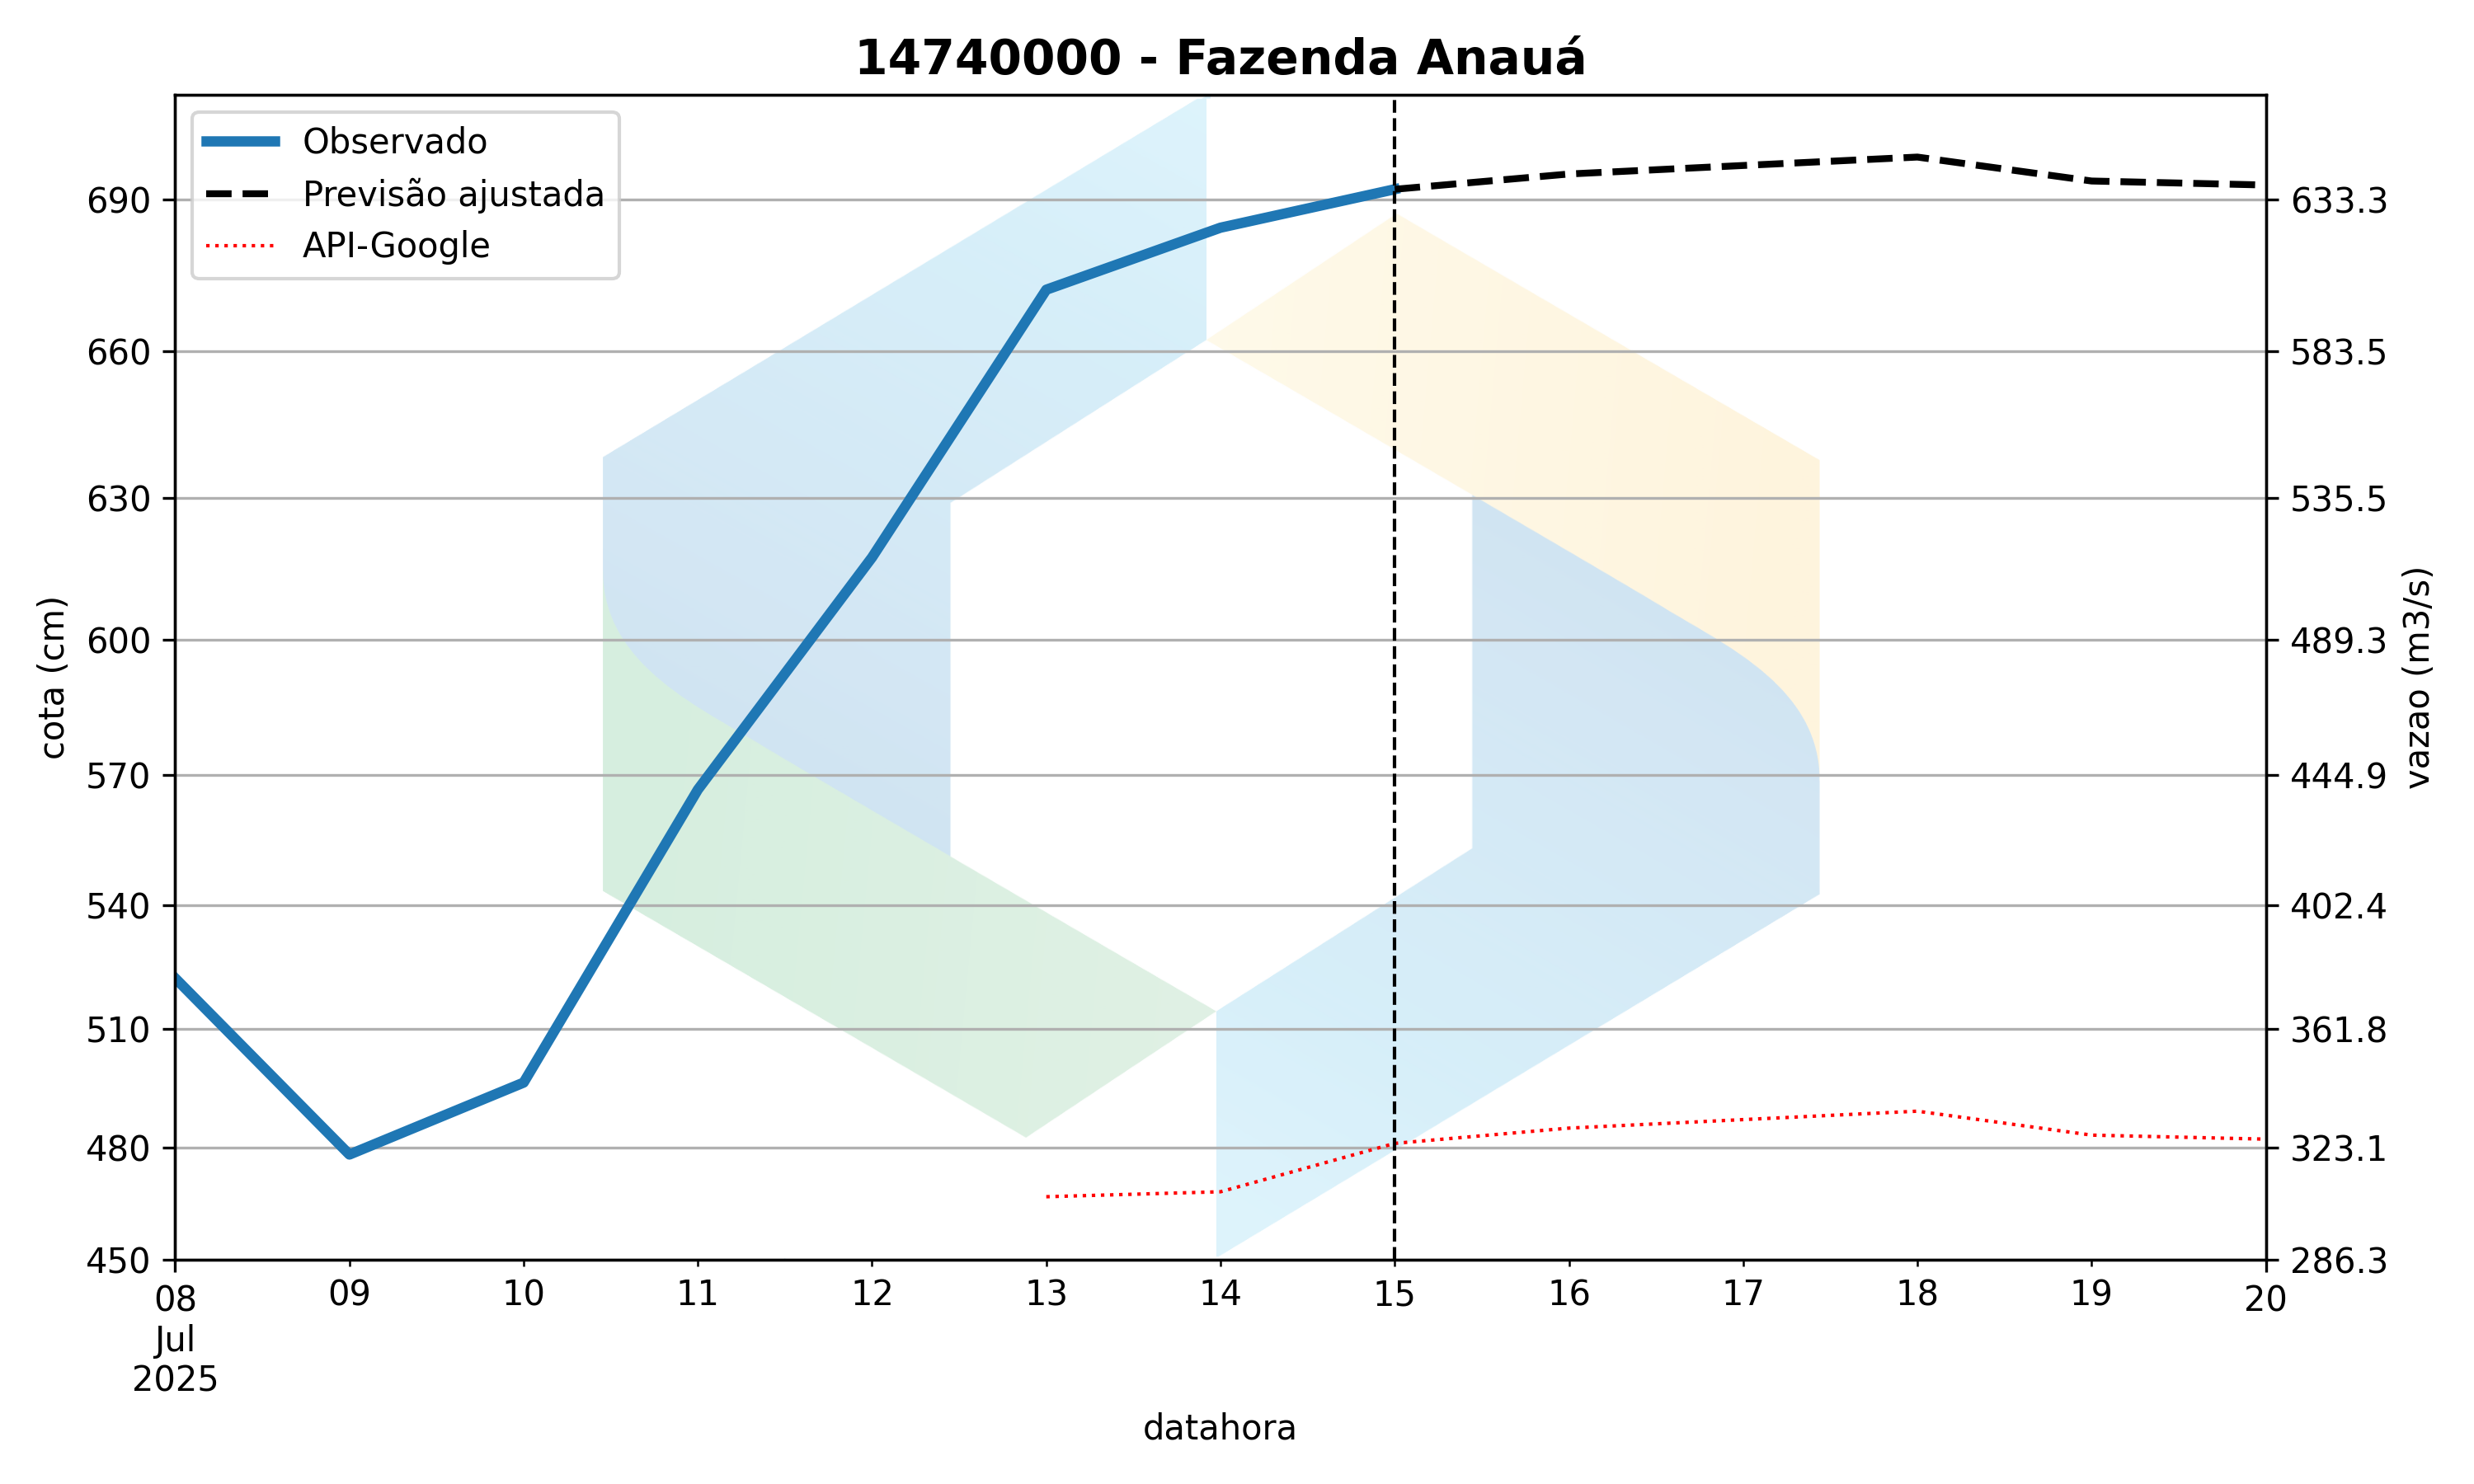 14740000 - Fazenda Anauá
Observado
Previsão ajustada
API-Google
690
660
630
600
570
540
510
480
450
cota (cm)
633.3
583.5
535.5
489.3
444.9
402.4
361.8
323.1
286.3
vazao (m3/s)
08 09 10 11 12 13 14 15 16 17 18 19 20
Jul
2025
datahora